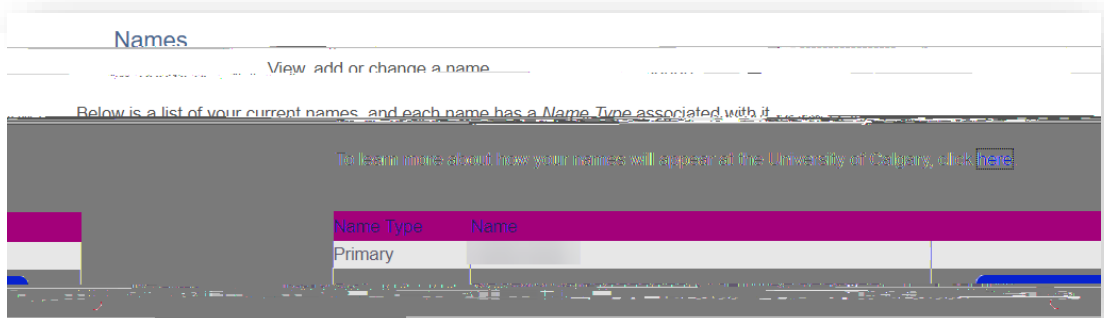 Names
View, add or change a name
Below is a list of your current names, and each name has a Name Type associated with it
To learn more about how your names will appear at the University of Calgary, click here
Name Type Name
Primary